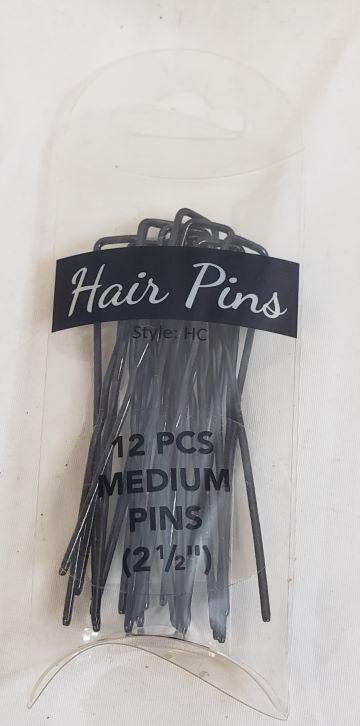 Hair Pins
Style: HC
12 PCS
MEDIUM
PINS
(2 1/2")